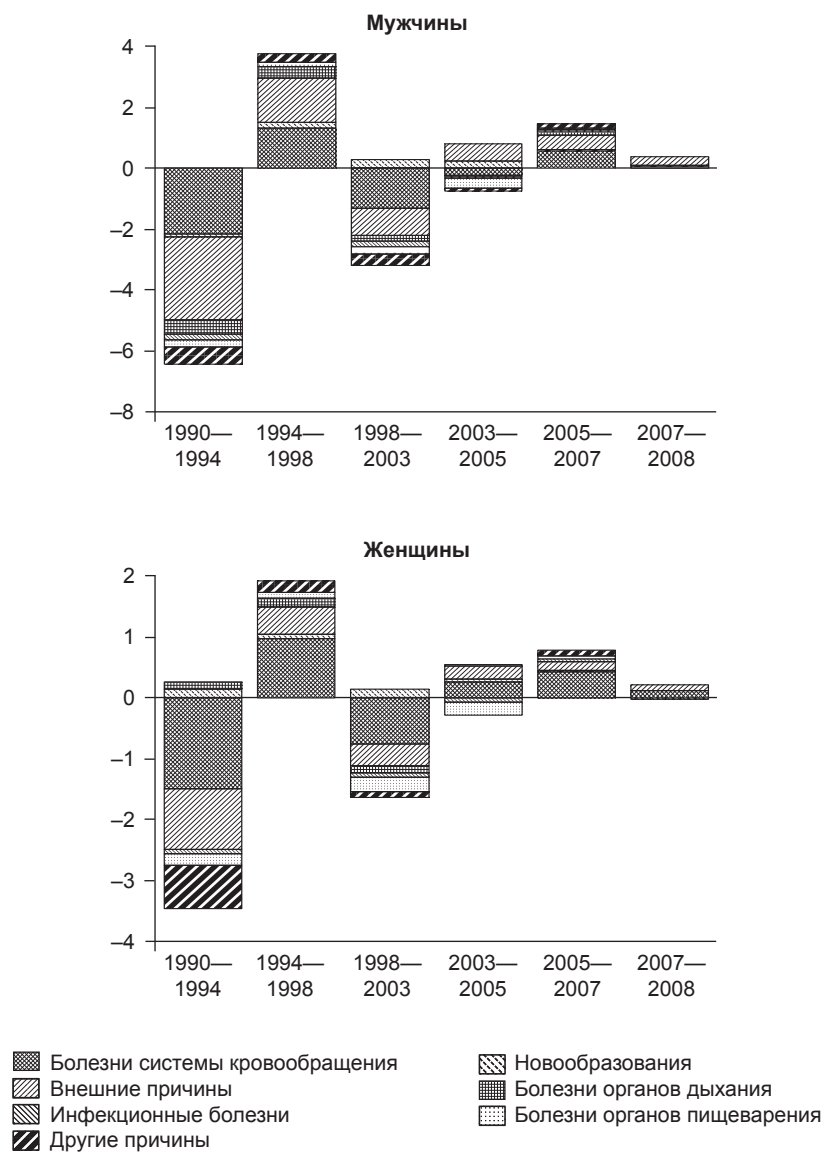 Мужчины
4
2
0
–2
–4
–6
–8
1990— 1994— 1998— 2003— 2005— 2007—
1994 1998 2003 2005 2007 2008
Женщины
2
1
0
–1
–2
–3
–4
1990— 1994— 1998— 2003— 2005— 2007—
1994 1998 2003 2005 2007 2008
Болезни системы кровообращения
Внешние причины
Инфекционные болезни
Другие причины
Новообразования
Болезни органов дыхания
Болезни органов пищеварения